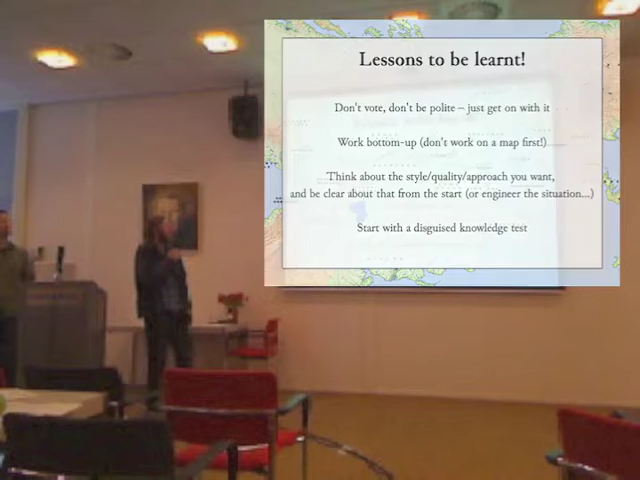 Lessons to be learnt!
Don't vote, don't be polite – just get on with it
Work bottom-up (don't work on a map first!)
Think about the style/quality/approach you want,
and be clear about that from the start (or engineer the situation...)
Start with a disguised knowledge test